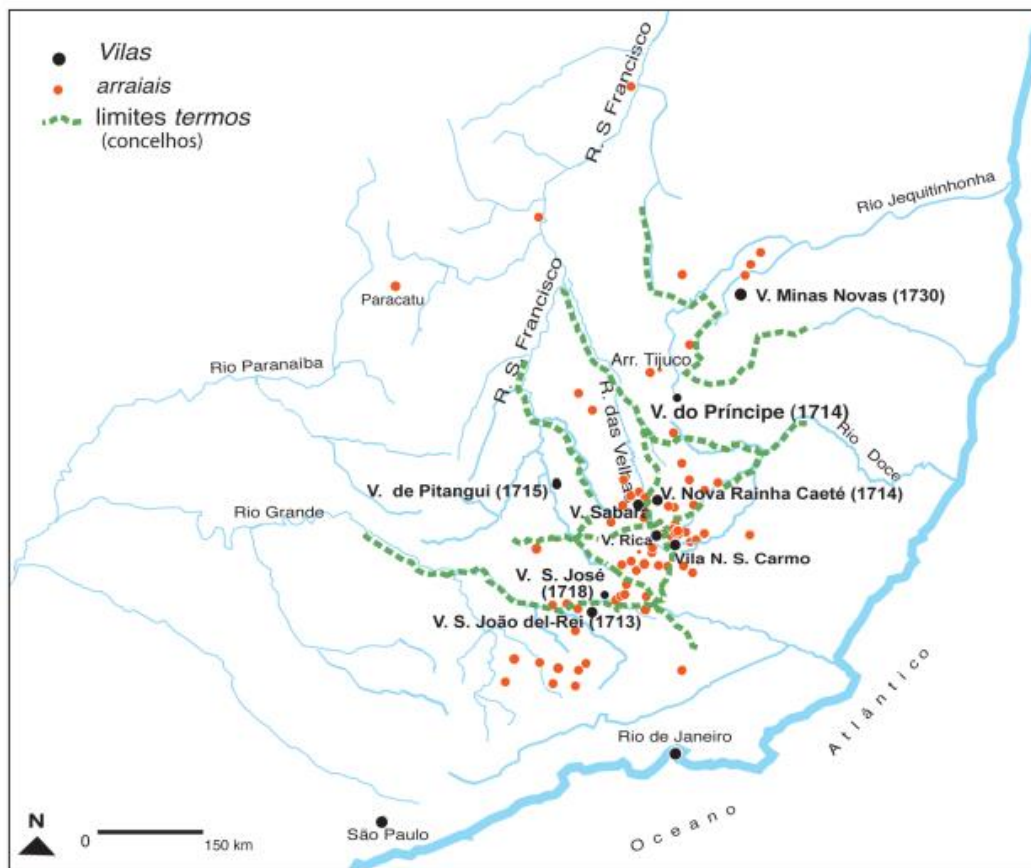 Vilas
arraiais
limites termos
(concelhos)
R. S Francisco
Rio Jequitinhonha
Paracatu
V. Minas Novas (1730)
R. S. Francisco
Arr. Tijuco
Rio Paranaíba
V. do Príncipe (1714)
R. das Velhas
Rio Doce
V. de Pitangui (1715)
V. Nova Rainha Caeté (1714)
V. Sabará
Rio Grande
V. Rica
Vila N. S. Carmo
V. S. José
(1718)
V. S. João del-Rei (1713)
Rio de Janeiro
Oceano Atlântico
São Paulo
N
0
150 km